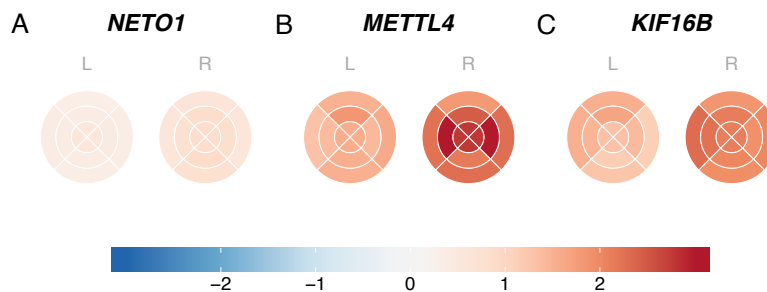 A NETO1 B METTL4 C KIF16B
L R L R L R
−2 −1 0 1 2